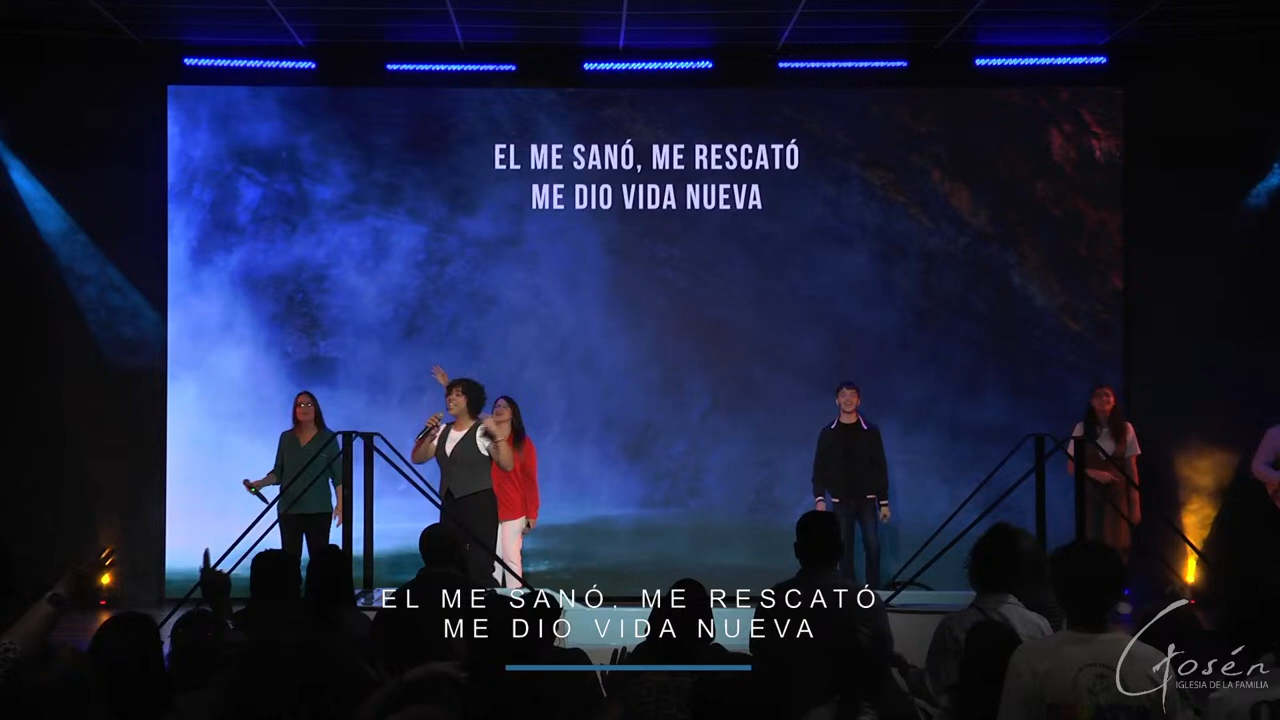 EL ME SANÓ, ME RESCATÓ
ME DIO VIDA NUEVA
EL ME SANÓ, ME RESCATÓ
ME DIO VIDA NUEVA
Gosén
IGLESIA DE LA FAMILIA